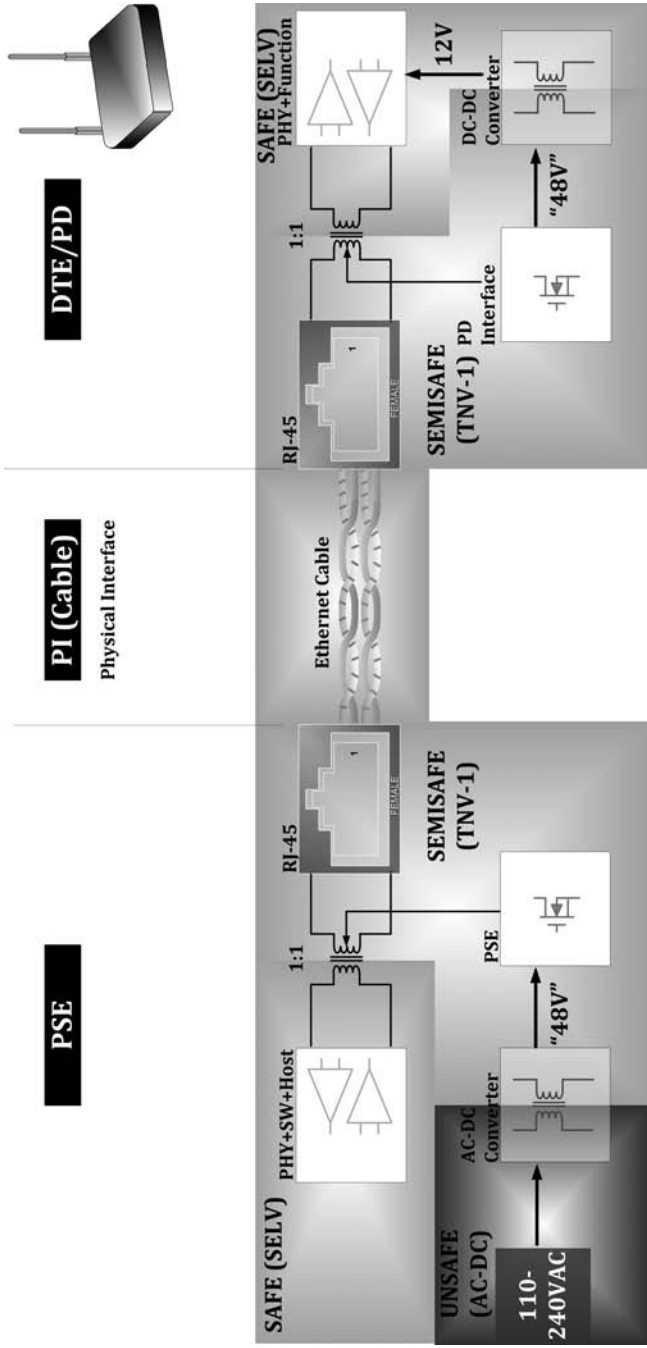 PSE
PI (Cable)
Physical Interface
DTE/PD
SAFE (SELV)
PHY+SW+Host
1:1
RJ-45
1
FEMALE
Ethernet Cable
RJ-45
1
FEMALE
1:1
SAFE (SELV)
PHY+Function
UNSAFE
(AC-DC)
110-
240VAC
AC-DC
Converter
"48V"
PSE
SEMISAFE
(TNV-1)
SEMISAFE
(TNV-1)
PD
Interface
"48V"
DC-DC
Converter
12V